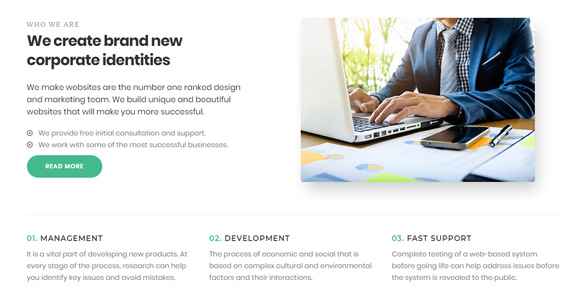 WHO WE ARE
We create brand new
corporate identities
We make websites are the number one ranked design
and marketing team. We build unique and beautiful
websites that will make you more successful.
We provide free initial consultation and support.
We work with some of the most successful businesses.
READ MORE
01. MANAGEMENT
It is a vital part of developing new products. At
every stage of the process, research can help
you identify key issues and avoid mistakes.
02. DEVELOPMENT
The process of economic and social that is
based on complex cultural and environmental
factors and their interactions.
03. FAST SUPPORT
Complete testing of a web-based system
before going life can help address issues before
the system is revealed to the public.